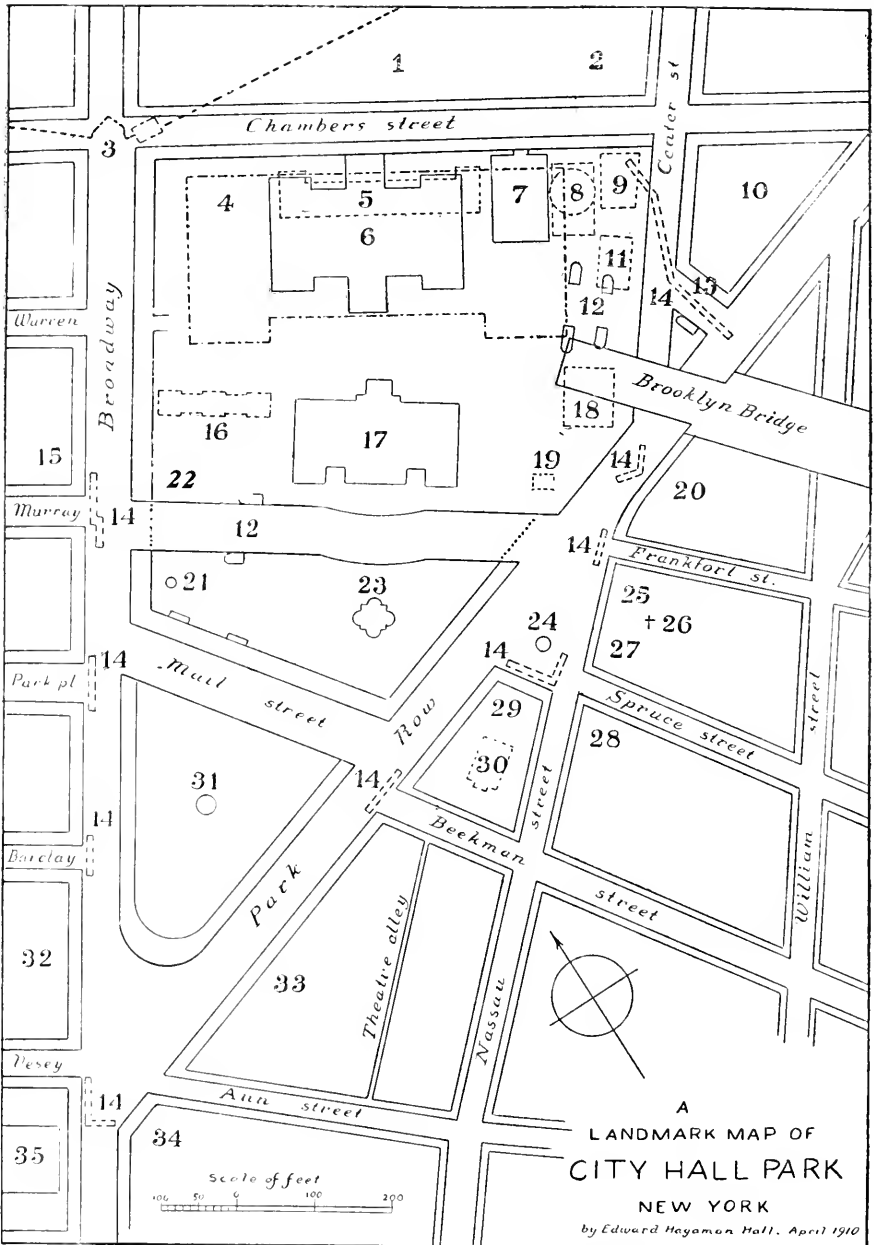 1
2
Center st
Chambers street
3
4
5
6
7
8
9
10
11
12
14
13
Warren
Broadway
Brooklyn Bridge
15
16
17
18
19
22
14
20
Murray
14
12
14
Frankfort st.
21
23
24
25
26
27
14
Park pl
14
Mail street
Row
29
Spruce street
28
William street
30
31
14
14
Barclay
Beekman street
Park
32
33
Theatre alley
Nassau street
Vesey
14
Ann street
34
35
Scale of feet
100 50 0 100 200
A
LANDMARK MAP OF
CITY HALL PARK
NEW YORK
by Edward Hagaman Hall. April 1910